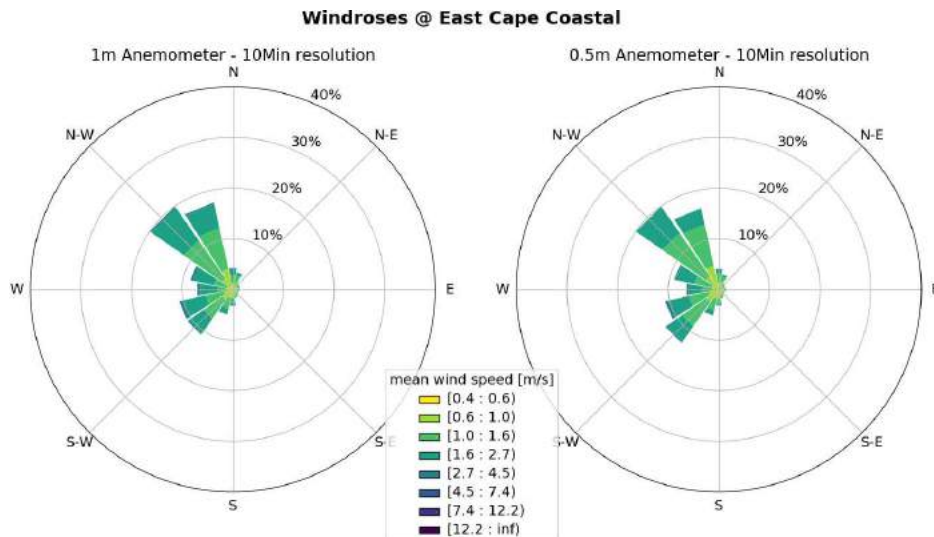 Windroses @ East Cape Coastal
1m Anemometer - 10Min resolution
N
40%
N-W
N-E
30%
20%
10%
W
E
S-W
S-E
S
0.5m Anemometer - 10Min resolution
N
40%
N-W
N-E
30%
20%
10%
W
E
S-W
S-E
S
mean wind speed [m/s]
[0.4 : 0.6)
[0.6 : 1.0)
[1.0 : 1.6)
[1.6 : 2.7)
[2.7 : 4.5)
[4.5 : 7.4)
[7.4 : 12.2)
[12.2 : inf)